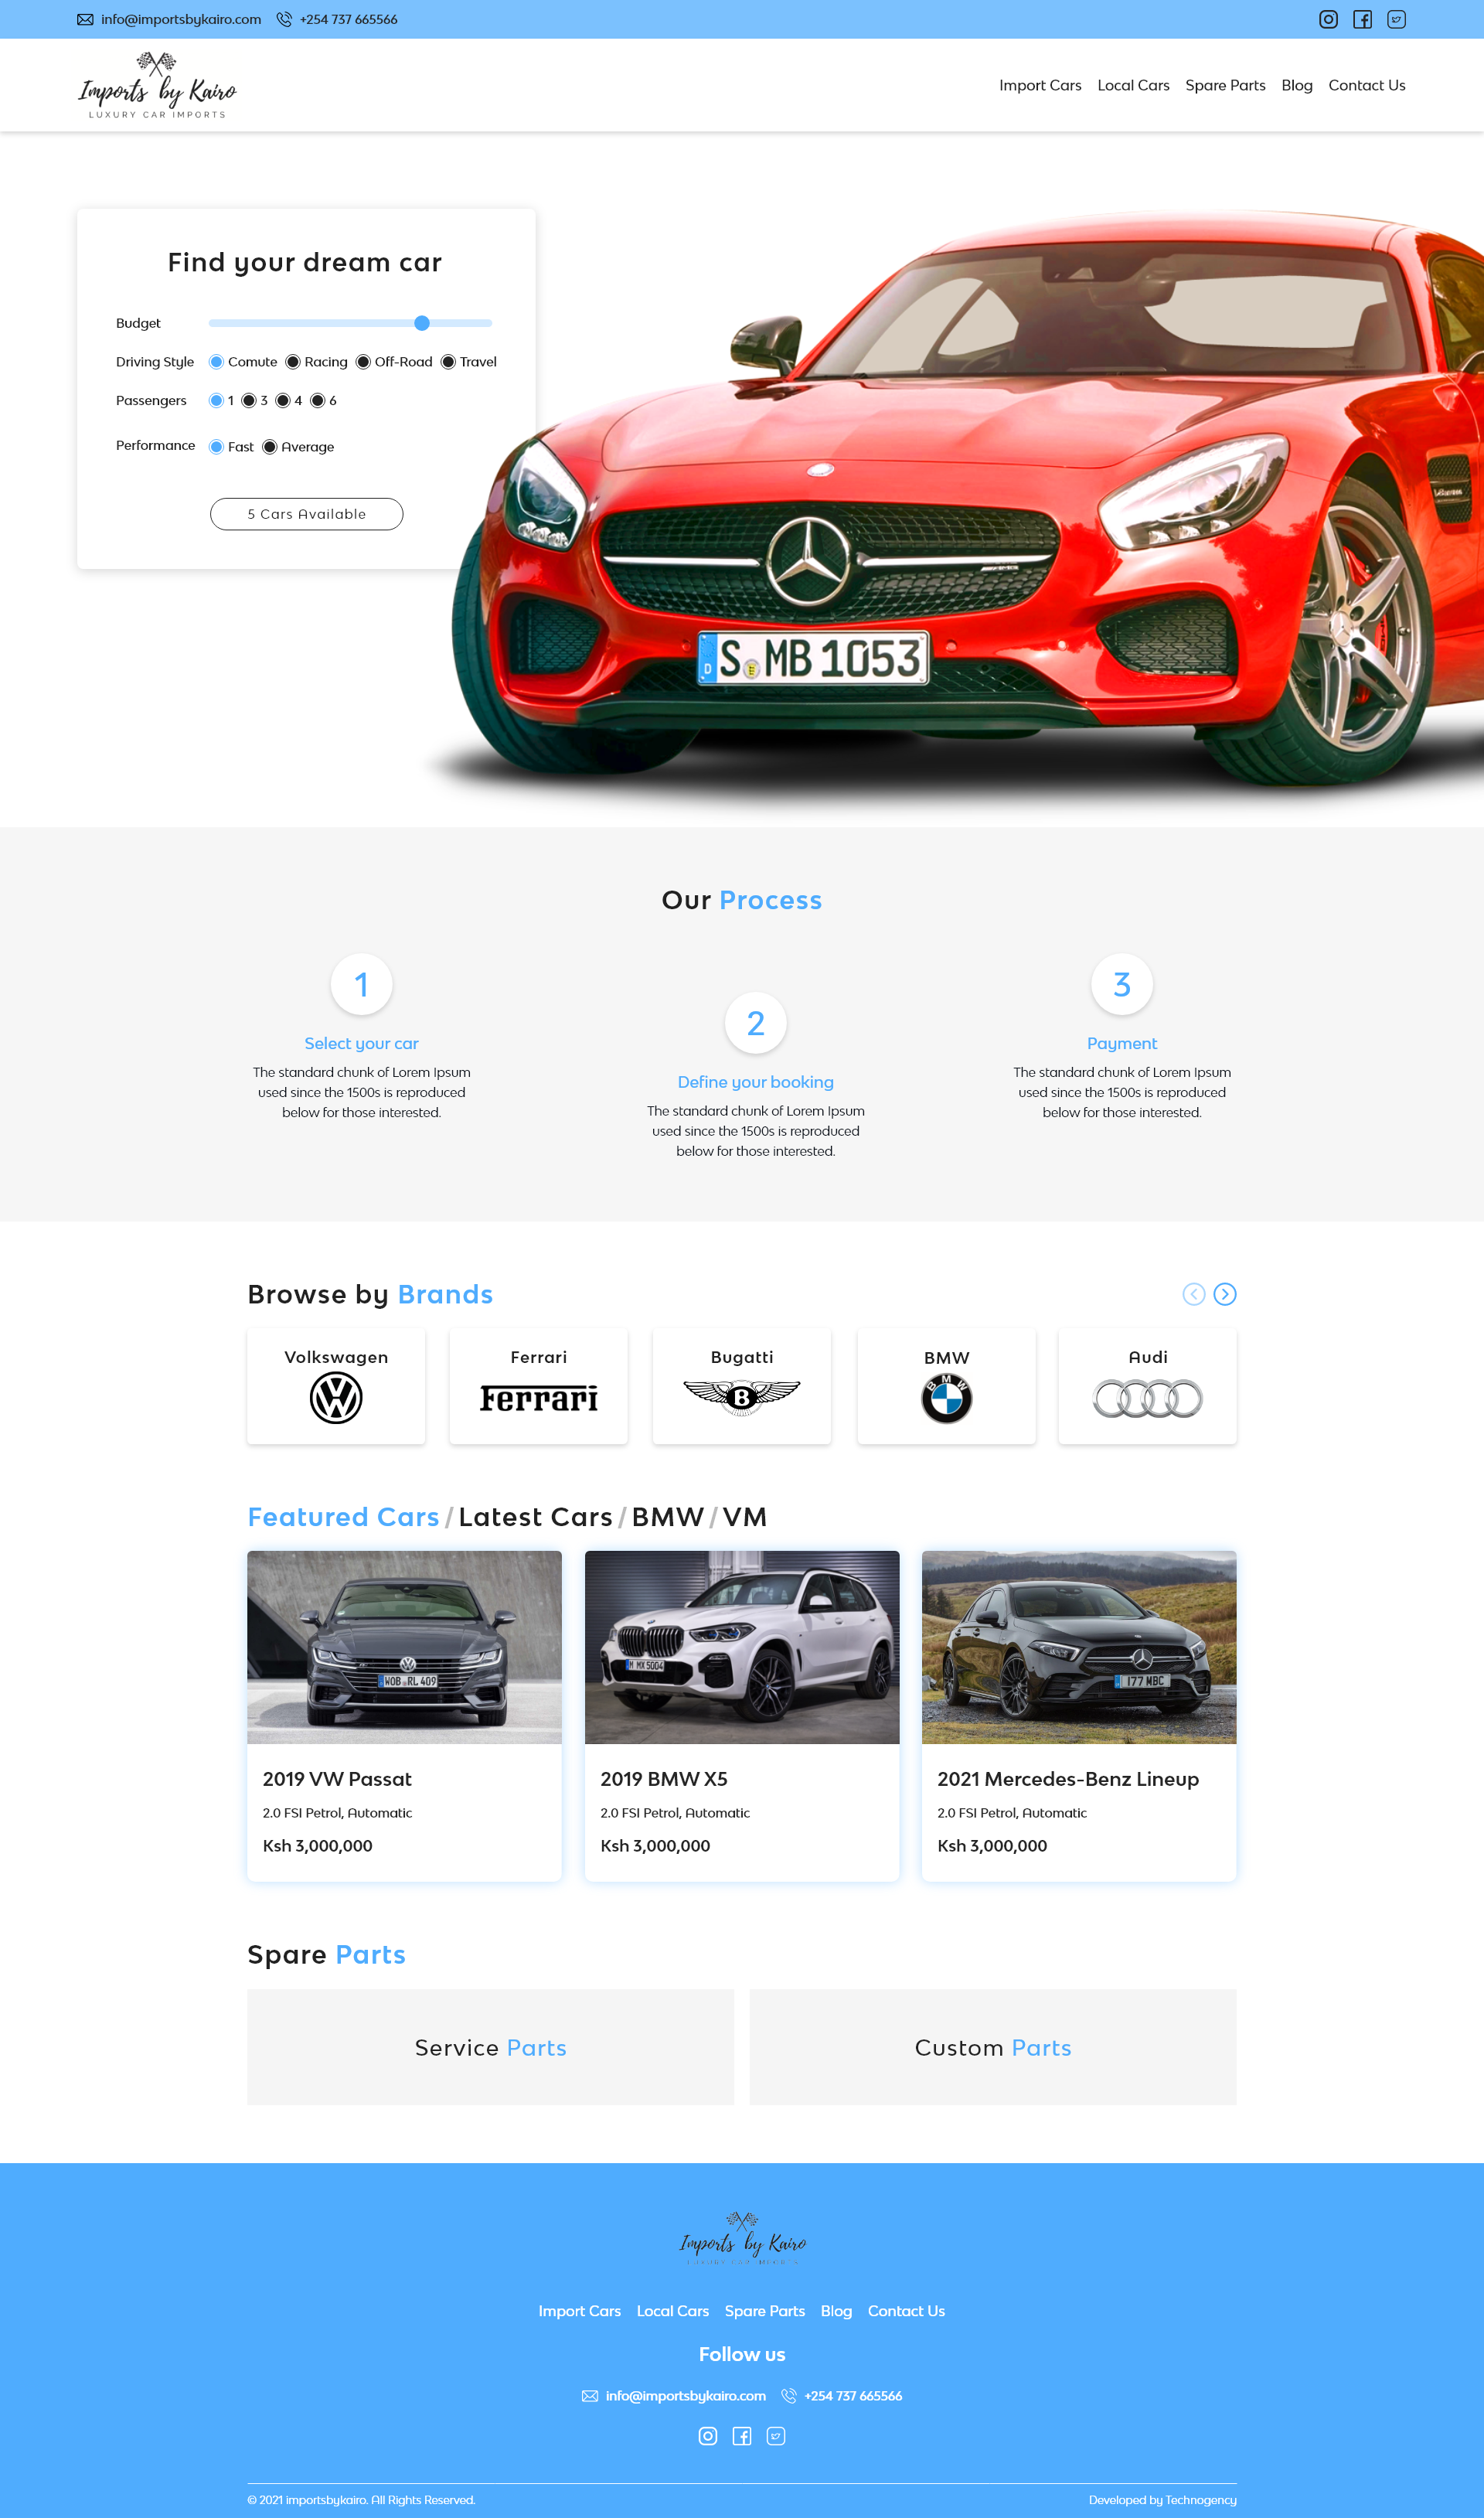 info@importsbykairo.com +254 737 665566
Imports by Kairo
LUXURY CAR IMPORTS
Import Cars Local Cars Spare Parts Blog Contact Us
Find your dream car
Budget
Driving Style Comute Racing Off-Road Travel
Passengers 1 3 4 6
Performance Fast Average
5 Cars Available
S MB 1053
D
Our Process
1
Select your car
The standard chunk of Lorem Ipsum
used since the 1500s is reproduced
below for those interested.
2
Define your booking
The standard chunk of Lorem Ipsum
used since the 1500s is reproduced
below for those interested.
3
Payment
The standard chunk of Lorem Ipsum
used since the 1500s is reproduced
below for those interested.
Browse by Brands
Volkswagen
Ferrari
Ferrari
Bugatti
B
BMW
BMW
Audi
Featured Cars / Latest Cars / BMW / VM
WOB RL 409
2019 VW Passat
2.0 FSI Petrol, Automatic
Ksh 3,000,000
M MX 5004
2019 BMW X5
2.0 FSI Petrol, Automatic
Ksh 3,000,000
177 MBC
2021 Mercedes-Benz Lineup
2.0 FSI Petrol, Automatic
Ksh 3,000,000
Spare Parts
Service Parts
Custom Parts
Imports by Kairo
LUXURY CAR IMPORTS
Import Cars Local Cars Spare Parts Blog Contact Us
Follow us
info@importsbykairo.com +254 737 665566
© 2021 importsbykairo. All Rights Reserved. Developed by Technogency